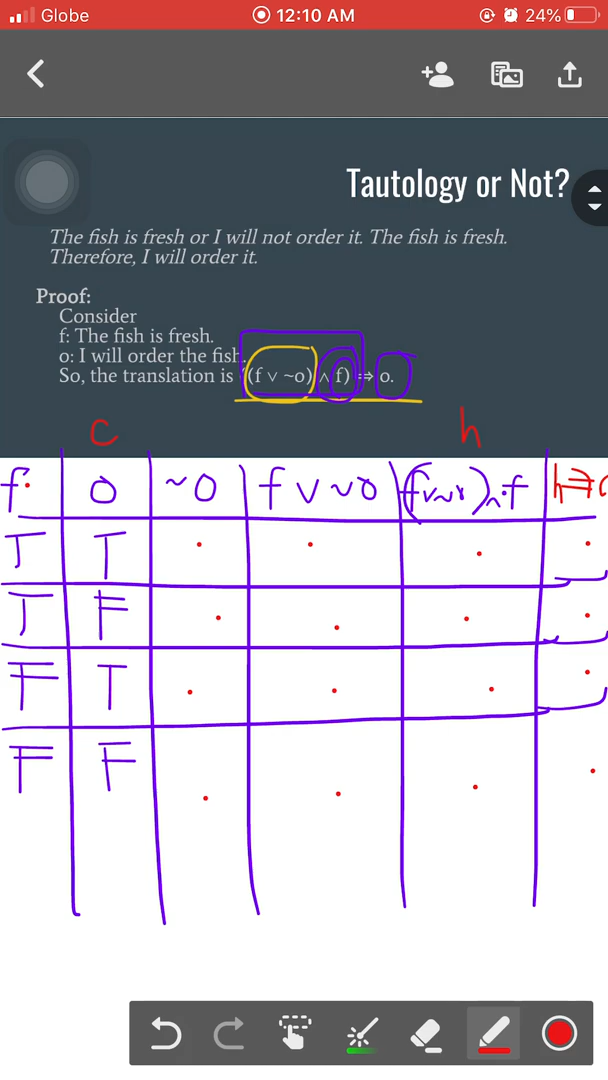 Globe 12:10 AM 24%
Tautology or Not?
The fish is fresh or I will not order it. The fish is fresh.
Therefore, I will order it.
Proof:
Consider
f: The fish is fresh.
o: I will order the fish.
So, the translation is ((f ∨ ~o) ∧ f) ⇒ o.
c h
f o ~o f ∨ ~o (f∨~o)∧f h⇒c
T T
T F
F T
F F